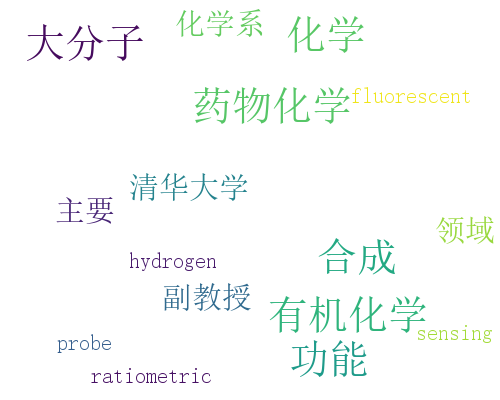 化学系
大分子
化学
药物化学
fluorescent
清华大学
主要
领域
合成
hydrogen
副教授
有机化学
sensing
probe
功能
ratiometric